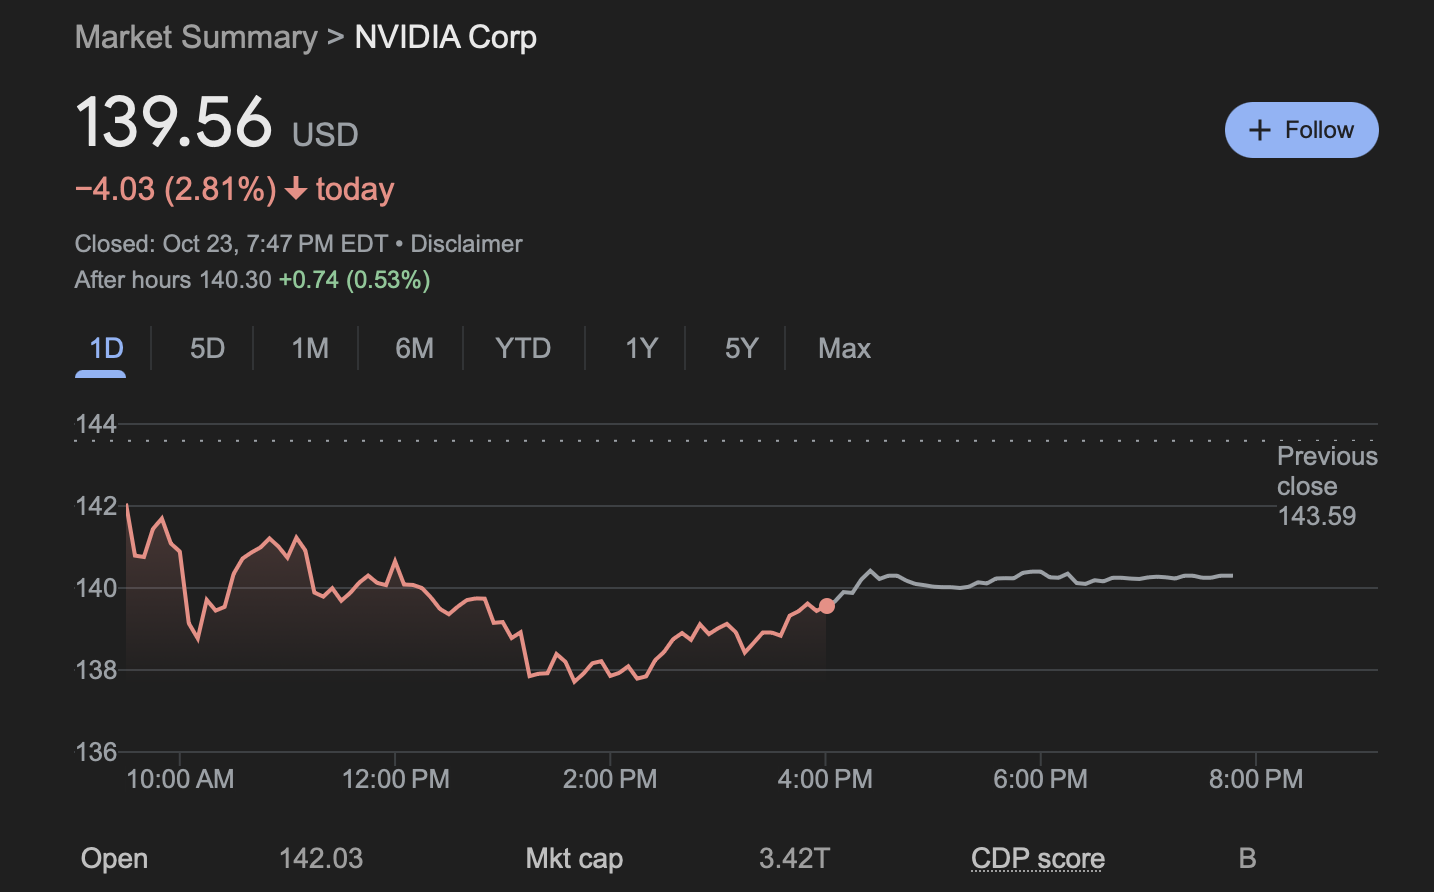 Market Summary > NVIDIA Corp
139.56 USD
+ Follow
−4.03 (2.81%) ↓ today
Closed: Oct 23, 7:47 PM EDT • Disclaimer
After hours 140.30 +0.74 (0.53%)
1D 5D 1M 6M YTD 1Y 5Y Max
144
Previous
close
143.59
142
140
138
136
10:00 AM 12:00 PM 2:00 PM 4:00 PM 6:00 PM 8:00 PM
Open 142.03 Mkt cap 3.42T CDP score B